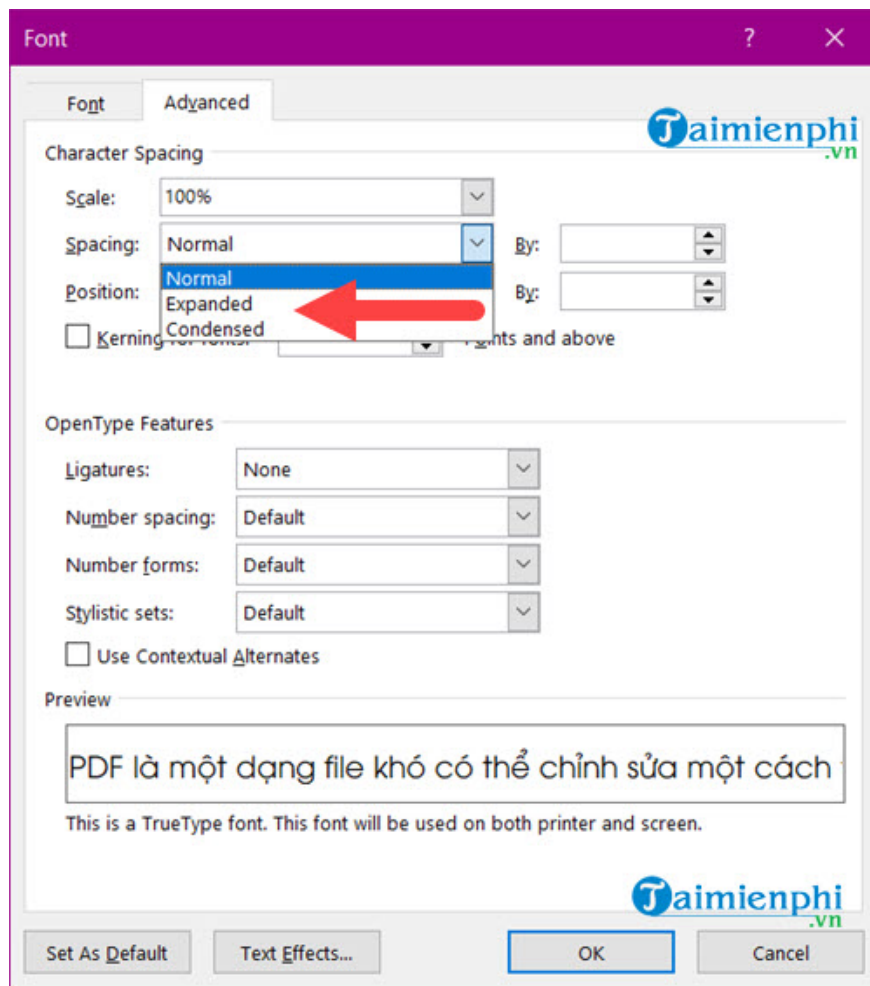 Font ?
Font Advanced
Taimienphi
.vn
Character Spacing
Scale: 100%
Spacing: Normal By:
Normal
Position: By:
Expanded
Condensed
Kerning for fonts: Points and above
OpenType Features
Ligatures: None
Number spacing: Default
Number forms: Default
Stylistic sets: Default
Use Contextual Alternates
Preview
PDF là một dạng file khó có thể chỉnh sửa một cách
This is a TrueType font. This font will be used on both printer and screen.
Taimienphi
.vn
Set As Default Text Effects... OK Cancel